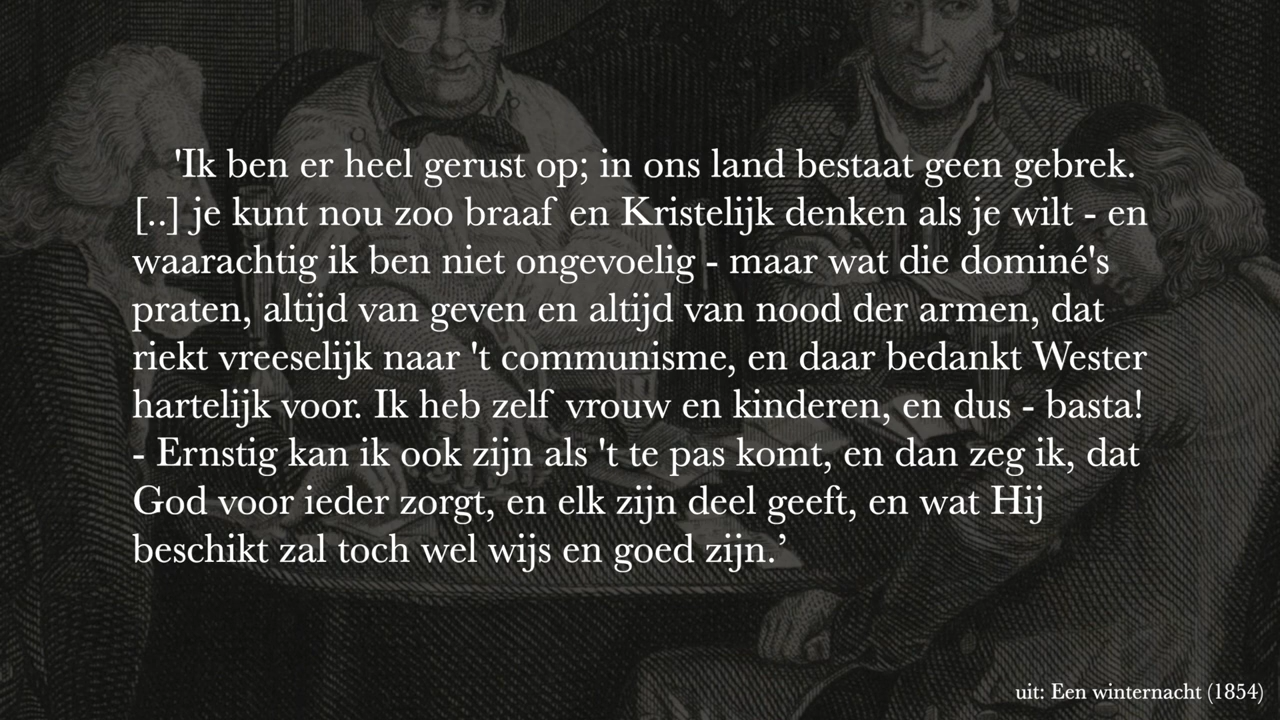 'Ik ben er heel gerust op; in ons land bestaat geen gebrek.
[..] je kunt nou zoo braaf en Kristelijk denken als je wilt - en
waarachtig ik ben niet ongevoelig - maar wat die dominé's
praten, altijd van geven en altijd van nood der armen, dat
riekt vreeselijk naar 't communisme, en daar bedankt Wester
hartelijk voor. Ik heb zelf vrouw en kinderen, en dus - basta!
- Ernstig kan ik ook zijn als 't te pas komt, en dan zeg ik, dat
God voor ieder zorgt, en elk zijn deel geeft, en wat Hij
beschikt zal toch wel wijs en goed zijn.’
uit: Een winternacht (1854)